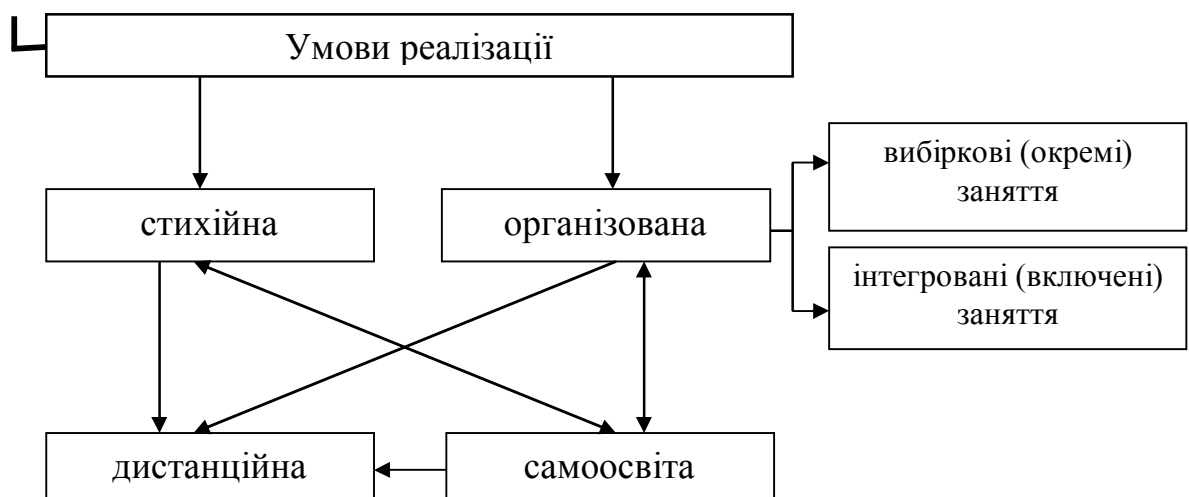 Умови реалізації
стихійна
організована
вибіркові (окремі)
заняття
інтегровані (включені)
заняття
дистанційна
самоосвіта